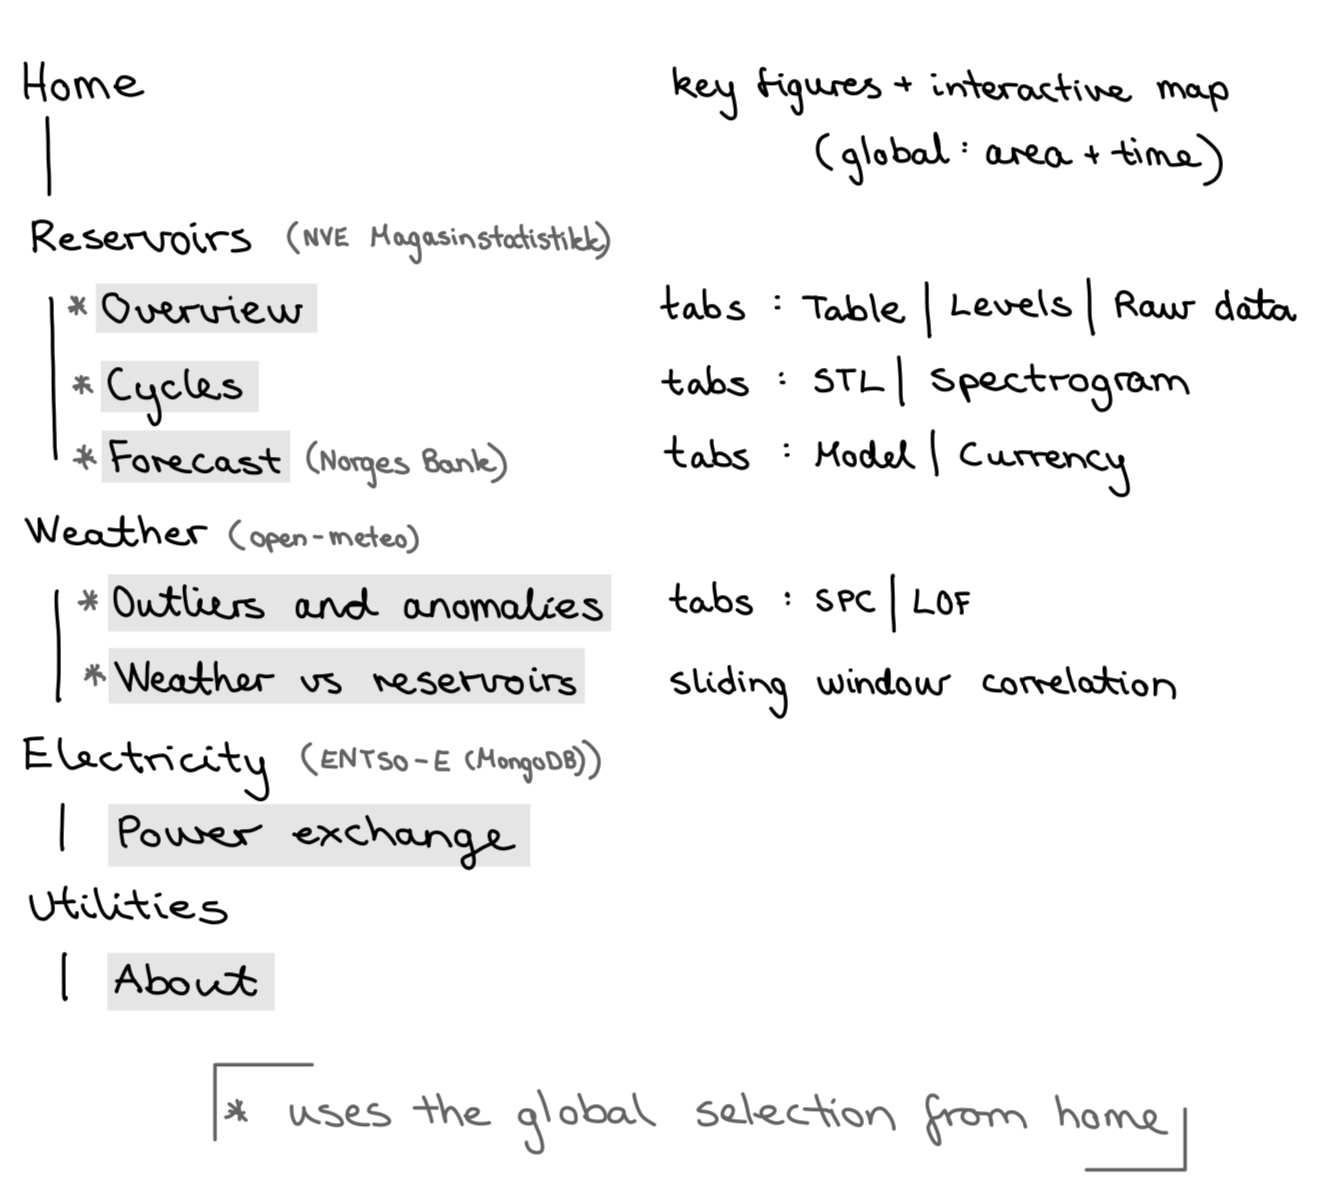 Home key figures + interactive map
(global : area + time)
Reservoirs (NVE Magasinstatistikk)
* Overview tabs : Table | Levels | Raw data
* Cycles tabs : STL | Spectrogram
* Forecast (Norges Bank) tabs : Model | Currency
Weather (open-meteo)
* Outliers and anomalies tabs : SPC | LOF
* Weather vs reservoirs sliding window correlation
Electricity (ENTSO-E (MongoDB))
Power exchange
Utilities
About
* uses the global selection from home